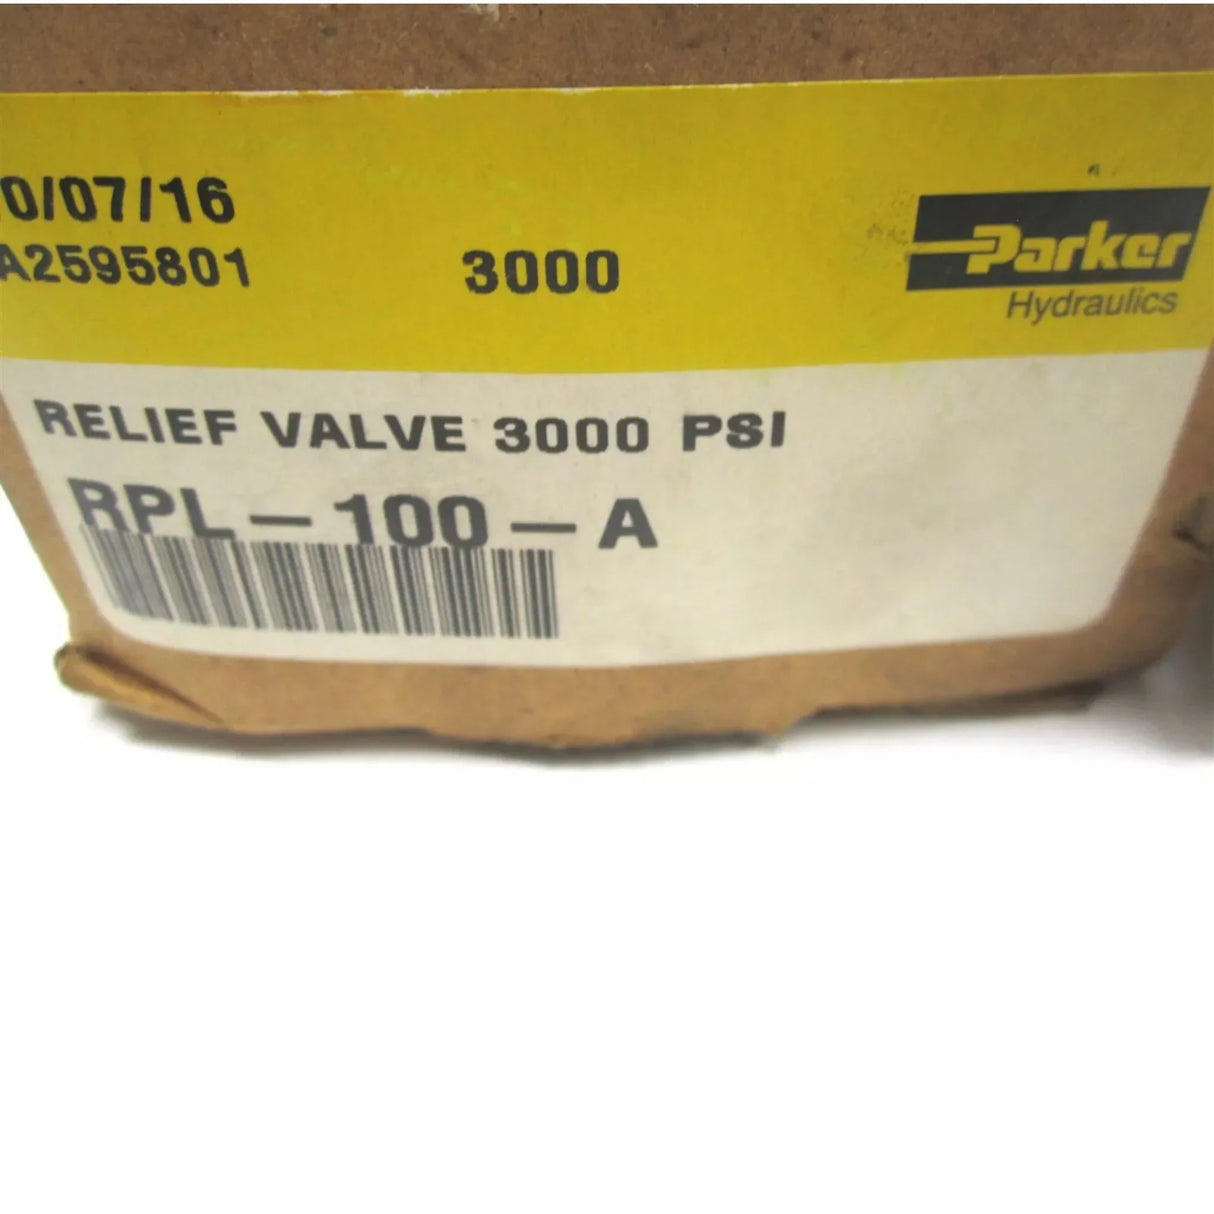 0/07/16
A2595801
3000
Parker
Hydraulics
RELIEF VALVE 3000 PSI
RPL-100-A